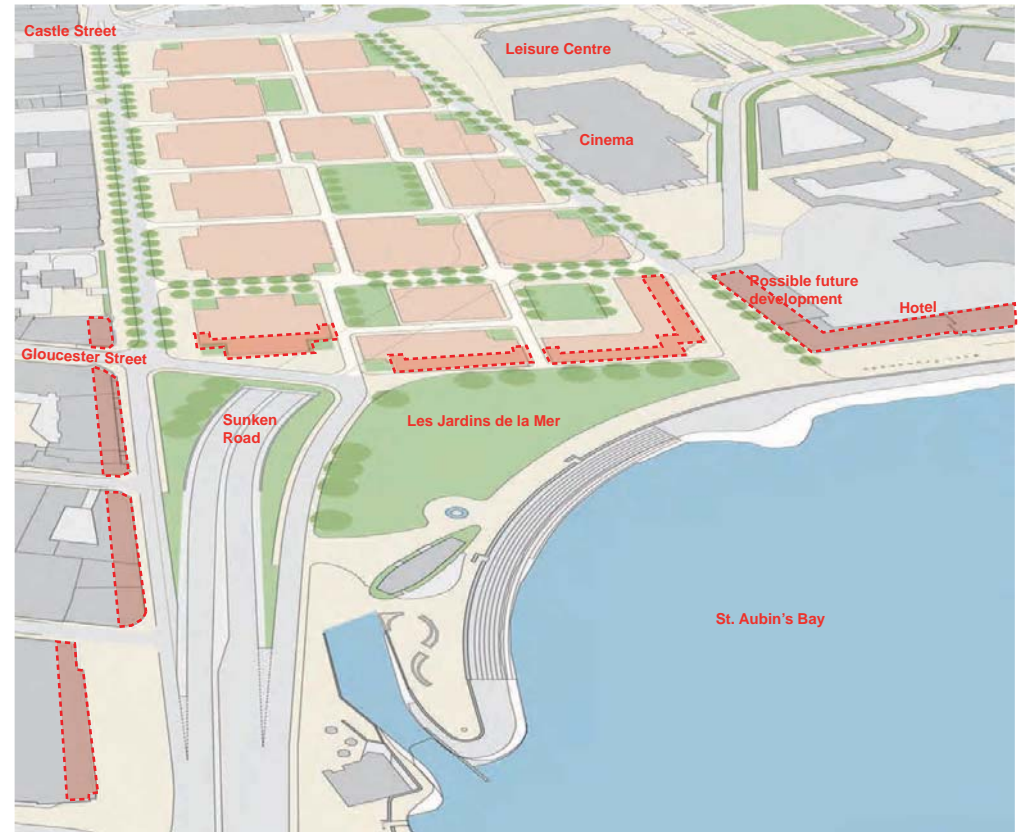 Castle Street
Leisure Centre
Cinema
Possible future
development
Hotel
Gloucester Street
Sunken
Road
Les Jardins de la Mer
St. Aubin's Bay